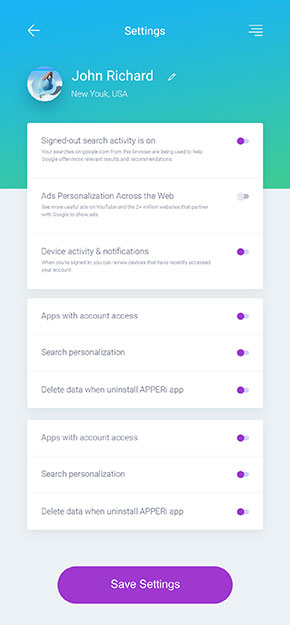 Settings
John Richard
New Youk, USA
Signed-out search activity is on
Your searches on google.com from this browser are being used to help
Google offer more relevant results and recommendations.
Ads Personalization Across the Web
See more useful ads on YouTube and the 2+ million websites that partner
with Google to show ads.
Device activity & notifications
When you're signed in, you can review devices that have recently accessed
your account.
Apps with account access
Search personalization
Delete data when uninstall APPERi app
Apps with account access
Search personalization
Delete data when uninstall APPERi app
Save Settings